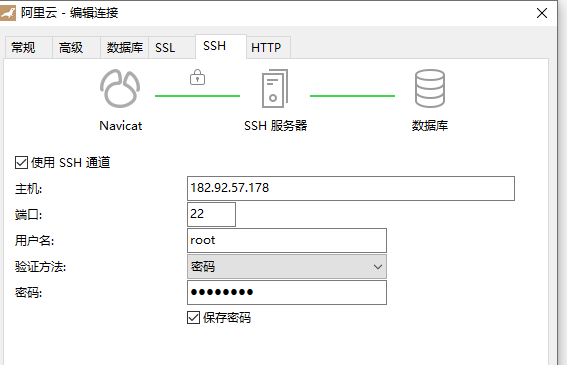 阿里云 - 编辑连接
常规 高级 数据库 SSL SSH HTTP
Navicat SSH 服务器 数据库
使用 SSH 通道
主机: 182.92.57.178
端口: 22
用户名: root
验证方法: 密码
密码: ●●●●●●●●
保存密码